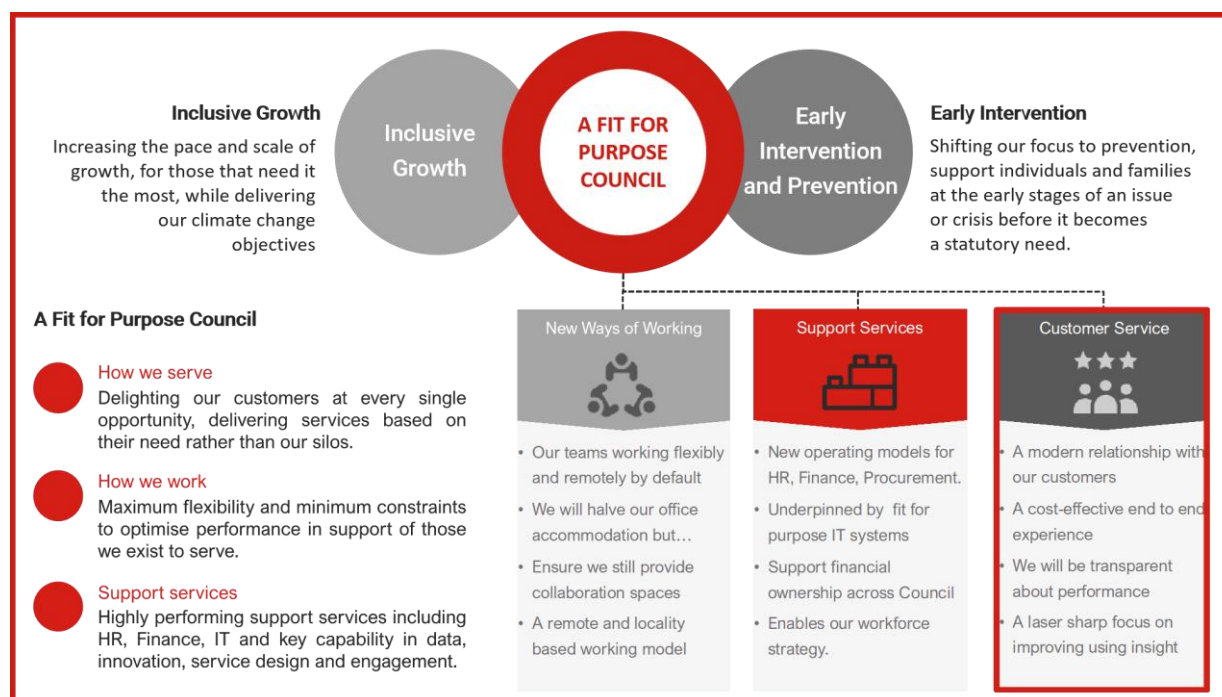 Inclusive Growth
Increasing the pace and scale of
growth, for those that need it
the most, while delivering
our climate change
objectives
Inclusive
Growth
A FIT FOR
PURPOSE
COUNCIL
Early
Intervention
and Prevention
Early Intervention
Shifting our focus to prevention,
support individuals and families
at the early stages of an issue
or crisis before it becomes
a statutory need.
A Fit for Purpose Council
How we serve
Delighting our customers at every single
opportunity, delivering services based on
their need rather than our silos.
How we work
Maximum flexibility and minimum constraints
to optimise performance in support of those
we exist to serve.
Support services
Highly performing support services including
HR, Finance, IT and key capability in data,
innovation, service design and engagement.
New Ways of Working
• Our teams working flexibly
and remotely by default
• We will halve our office
accommodation but...
• Ensure we still provide
collaboration spaces
• A remote and locality
based working model
Support Services
• New operating models for
HR, Finance, Procurement.
• Underpinned by fit for
purpose IT systems
• Support financial
ownership across Council
• Enables our workforce
strategy.
Customer Service
• A modern relationship with
our customers
• A cost-effective end to end
experience
• We will be transparent
about performance
• A laser sharp focus on
improving using insight